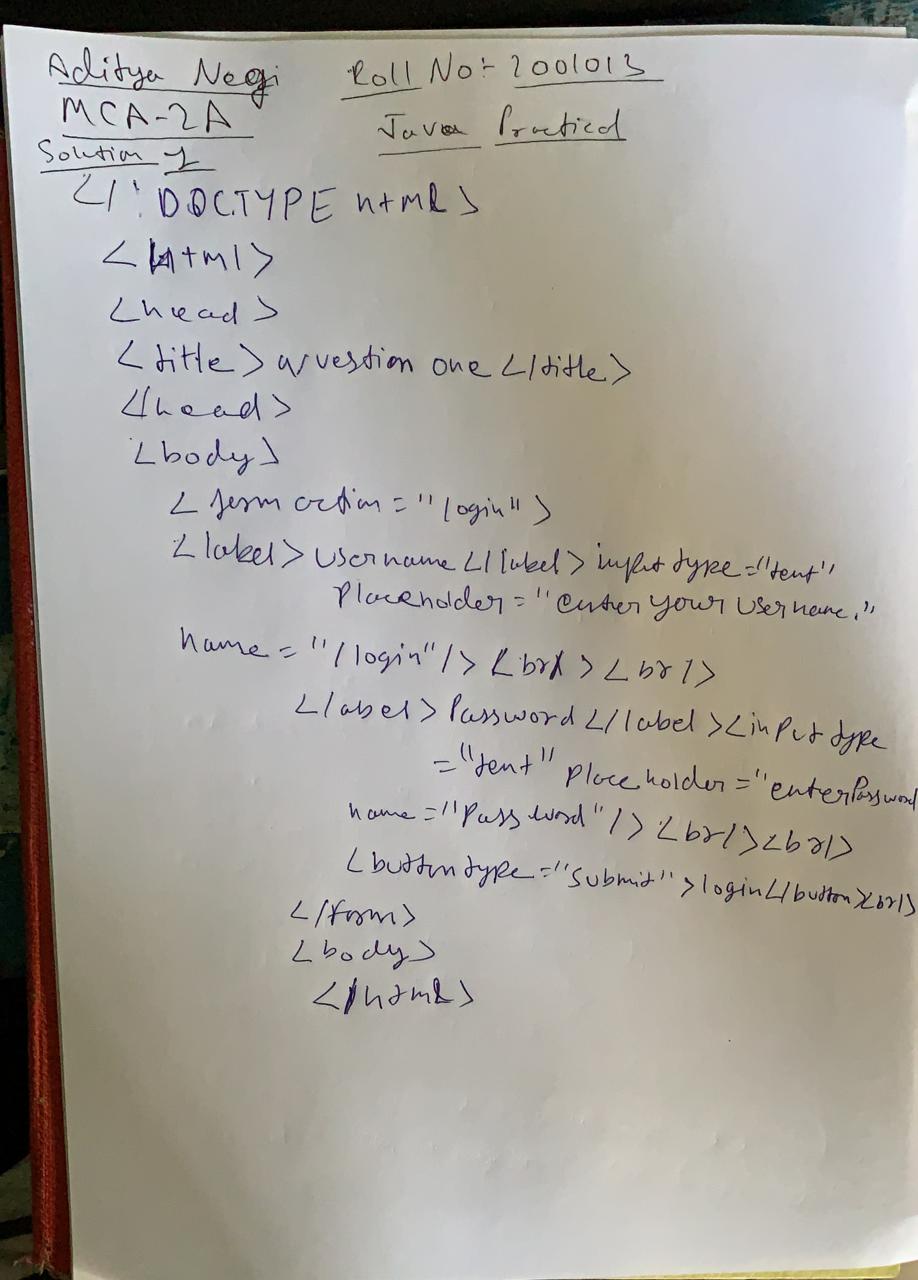 Aditya Negi Roll No:- 2001013
MCA-2A Java Practical
Solution 1
</!DOCTYPE html>
<html>
<head>
<title> question one </title>
</head>
<body>
<form action="login">
<label> username </label> input type="text"
placeholder="enter your username."
name="/login"/> <br/> <br/>
<label> Password </label> <input type
="text" placeholder="enterPassword
name="Password"/> <br/><br/>
<button type="submit">login</button><br/>
</form>
<body>
</html>